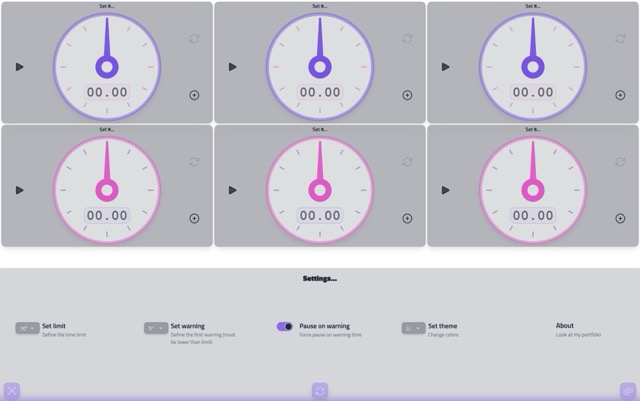 Set it...
Set it...
Set it...
00.00
00.00
00.00
Set it...
Set it...
Set it...
00.00
00.00
00.00
Settings...
10"
Set limit
Define the time limit
5"
Set warning
Define the first warning (must
be lower than limit)
Pause on warning
Force pause on warning time
Set theme
Change colors
About
Look at my portfolio